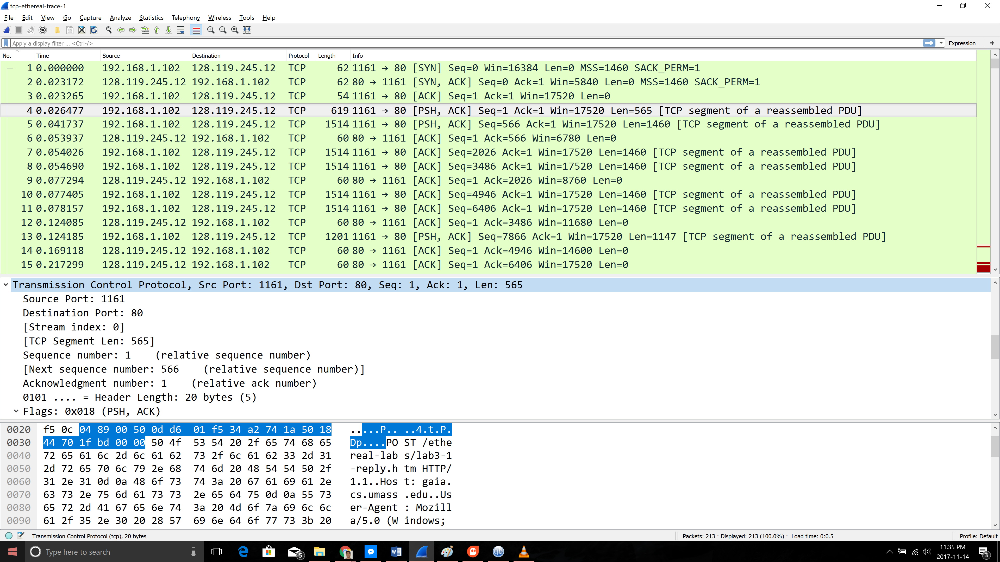 tcp-ethereal-trace-1
File Edit View Go Capture Analyze Statistics Telephony Wireless Tools Help
Apply a display filter ... <Ctrl-/> Expression... +
No. Time Source Destination Protocol Length Info
1 0.000000 192.168.1.102 128.119.245.12 TCP 62 1161 → 80 [SYN] Seq=0 Win=16384 Len=0 MSS=1460 SACK_PERM=1
2 0.023172 128.119.245.12 192.168.1.102 TCP 62 80 → 1161 [SYN, ACK] Seq=0 Ack=1 Win=5840 Len=0 MSS=1460 SACK_PERM=1
3 0.023265 192.168.1.102 128.119.245.12 TCP 54 1161 → 80 [ACK] Seq=1 Ack=1 Win=17520 Len=0
4 0.026477 192.168.1.102 128.119.245.12 TCP 619 1161 → 80 [PSH, ACK] Seq=1 Ack=1 Win=17520 Len=565 [TCP segment of a reassembled PDU]
5 0.041737 192.168.1.102 128.119.245.12 TCP 1514 1161 → 80 [PSH, ACK] Seq=566 Ack=1 Win=17520 Len=1460 [TCP segment of a reassembled PDU]
6 0.053937 128.119.245.12 192.168.1.102 TCP 60 80 → 1161 [ACK] Seq=1 Ack=566 Win=6780 Len=0
7 0.054026 192.168.1.102 128.119.245.12 TCP 1514 1161 → 80 [ACK] Seq=2026 Ack=1 Win=17520 Len=1460 [TCP segment of a reassembled PDU]
8 0.054690 192.168.1.102 128.119.245.12 TCP 1514 1161 → 80 [ACK] Seq=3486 Ack=1 Win=17520 Len=1460 [TCP segment of a reassembled PDU]
9 0.077294 128.119.245.12 192.168.1.102 TCP 60 80 → 1161 [ACK] Seq=1 Ack=2026 Win=8760 Len=0
10 0.077405 192.168.1.102 128.119.245.12 TCP 1514 1161 → 80 [ACK] Seq=4946 Ack=1 Win=17520 Len=1460 [TCP segment of a reassembled PDU]
11 0.078157 192.168.1.102 128.119.245.12 TCP 1514 1161 → 80 [ACK] Seq=6406 Ack=1 Win=17520 Len=1460 [TCP segment of a reassembled PDU]
12 0.124085 128.119.245.12 192.168.1.102 TCP 60 80 → 1161 [ACK] Seq=1 Ack=3486 Win=11680 Len=0
13 0.124185 192.168.1.102 128.119.245.12 TCP 1201 1161 → 80 [PSH, ACK] Seq=7866 Ack=1 Win=17520 Len=1147 [TCP segment of a reassembled PDU]
14 0.169118 128.119.245.12 192.168.1.102 TCP 60 80 → 1161 [ACK] Seq=1 Ack=4946 Win=14600 Len=0
15 0.217299 128.119.245.12 192.168.1.102 TCP 60 80 → 1161 [ACK] Seq=1 Ack=6406 Win=17520 Len=0
Transmission Control Protocol, Src Port: 1161, Dst Port: 80, Seq: 1, Ack: 1, Len: 565
Source Port: 1161
Destination Port: 80
[Stream index: 0]
[TCP Segment Len: 565]
Sequence number: 1 (relative sequence number)
[Next sequence number: 566 (relative sequence number)]
Acknowledgment number: 1 (relative ack number)
0101 .... = Header Length: 20 bytes (5)
Flags: 0x018 (PSH, ACK)
0020 f5 0c 04 89 00 50 0d d6 01 f5 34 a2 74 1a 50 18 .....P.. ..4.t.P.
0030 44 70 1f bd 00 00 50 4f 53 54 20 2f 65 74 68 65 Dp....PO ST /ethe
0040 72 65 61 6c 2d 6c 61 62 73 2f 6c 61 62 33 2d 31 real-lab s/lab3-1
0050 2d 72 65 70 6c 79 2e 68 74 6d 20 48 54 54 50 2f -reply.h tm HTTP/
0060 31 2e 31 0d 0a 48 6f 73 74 3a 20 67 61 69 61 2e 1.1..Hos t: gaia.
0070 63 73 2e 75 6d 61 73 73 2e 65 64 75 0d 0a 55 73 cs.umass .edu..Us
0080 65 72 2d 41 67 65 6e 74 3a 20 4d 6f 7a 69 6c 6c er-Agent : Mozill
0090 61 2f 35 2e 30 20 28 57 69 6e 64 6f 77 73 3b 20 a/5.0 (W indows;
Transmission Control Protocol (tcp), 20 bytes Packets: 213 · Displayed: 213 (100.0%) · Load time: 0:0.5 Profile: Default
Type here to search 5 W qb 11:35 PM 3
2017-11-14